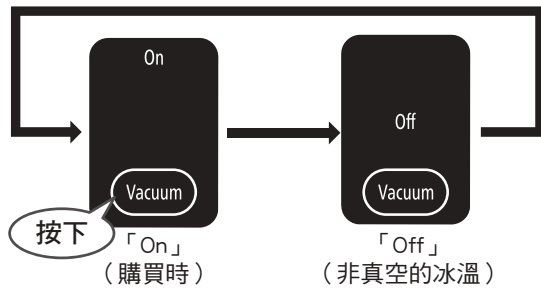 On
Vacuum
按下
「On」
（購買時）
Off
Vacuum
「Off」
（非真空的冰溫）